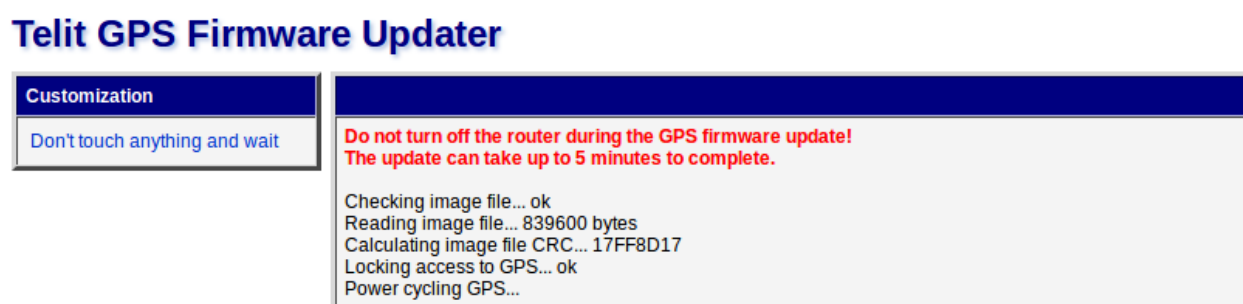 Telit GPS Firmware Updater
Customization
Don't touch anything and wait
Do not turn off the router during the GPS firmware update!
The update can take up to 5 minutes to complete.
Checking image file... ok
Reading image file... 839600 bytes
Calculating image file CRC... 17FF8D17
Locking access to GPS... ok
Power cycling GPS...